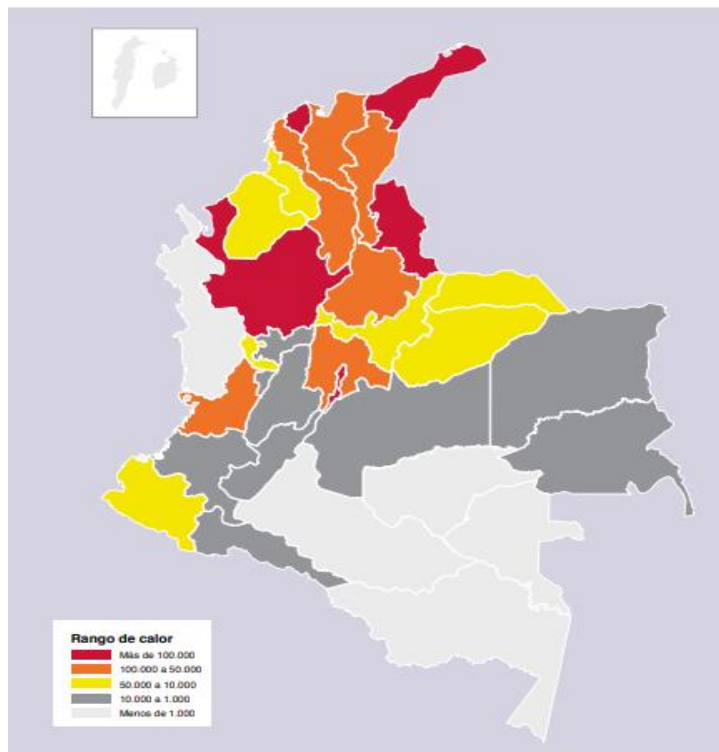 Rango de calor
Más de 100.000
100.000 a 50.000
50.000 a 10.000
10.000 a 1.000
Menos de 1.000